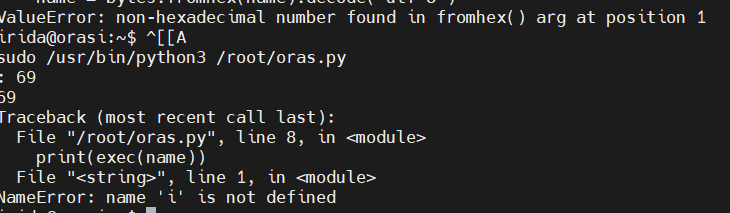 ValueError: non-hexadecimal number found in fromhex() arg at position 1
irida@orasi:~$ ^[[A
sudo /usr/bin/python3 /root/oras.py
: 69
69
Traceback (most recent call last):
  File "/root/oras.py", line 8, in <module>
    print(exec(name))
  File "<string>", line 1, in <module>
NameError: name 'i' is not defined